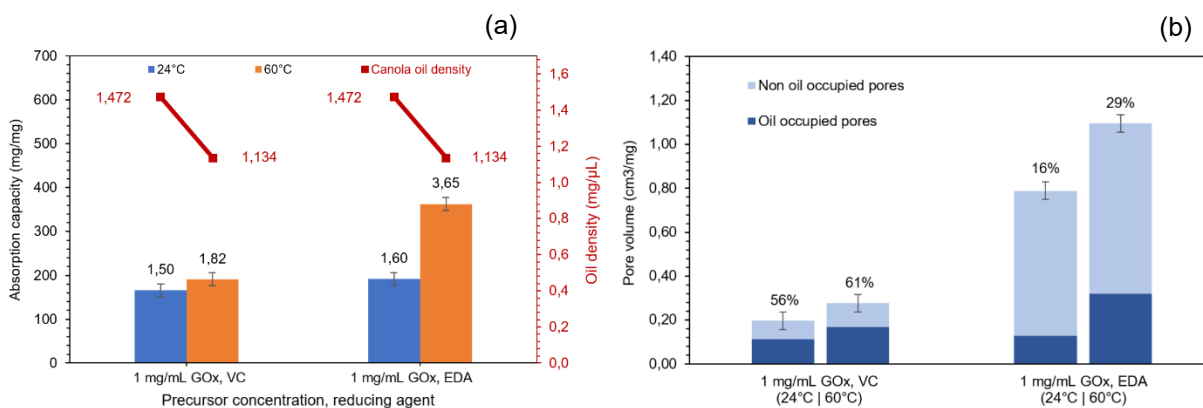 (a)
700
600
500
400
300
200
100
0
Absorption capacity (mg/mg)
24°C 60°C Canola oil density
1,472
1,134
1,472
1,134
1,50
1,82
1,60
3,65
1,6
1,4
1,2
1,0
0,8
0,6
0,4
0,2
0,0
Oil density (mg/µL)
1 mg/mL GOx, VC 1 mg/mL GOx, EDA
Precursor concentration, reducing agent
(b)
1,40
1,20
1,00
0,80
0,60
0,40
0,20
0,00
Pore volume (cm3/mg)
Non oil occupied pores
Oil occupied pores
56%
61%
16%
29%
1 mg/mL GOx, VC
(24°C | 60°C)
1 mg/mL GOx, EDA
(24°C | 60°C)